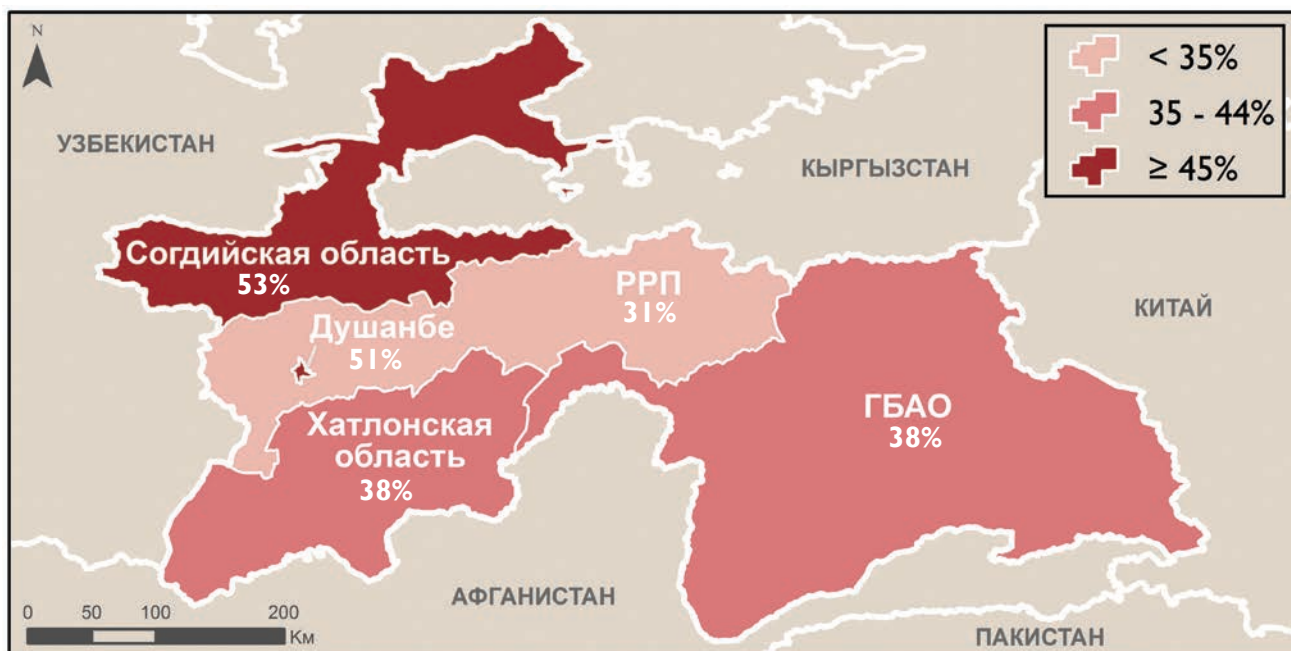 N
< 35%
35 - 44%
≥ 45%
УЗБЕКИСТАН
КЫРГЫЗСТАН
Согдийская область
53%
РРП
31%
КИТАЙ
Душанбе
51%
ГБАО
38%
Хатлонская
область
38%
АФГАНИСТАН
0 50 100 200
Км
ПАКИСТАН